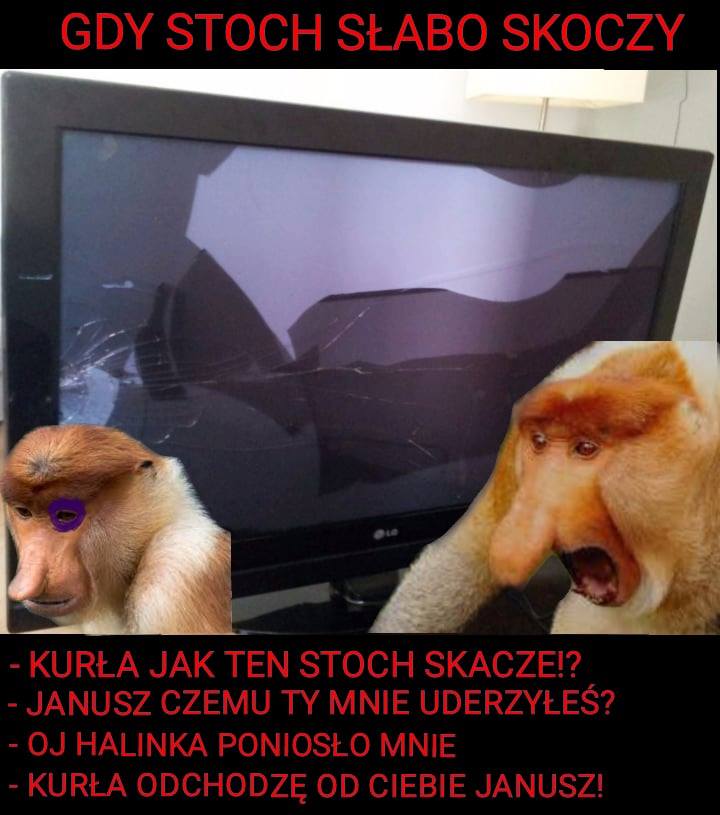 GDY STOCH SŁABO SKOCZY
LG
- KURŁA JAK TEN STOCH SKACZE!?
- JANUSZ CZEMU TY MNIE UDERZYŁEŚ?
- OJ HALINKA PONIOSŁO MNIE
- KURŁA ODCHODZĘ OD CIEBIE JANUSZ!